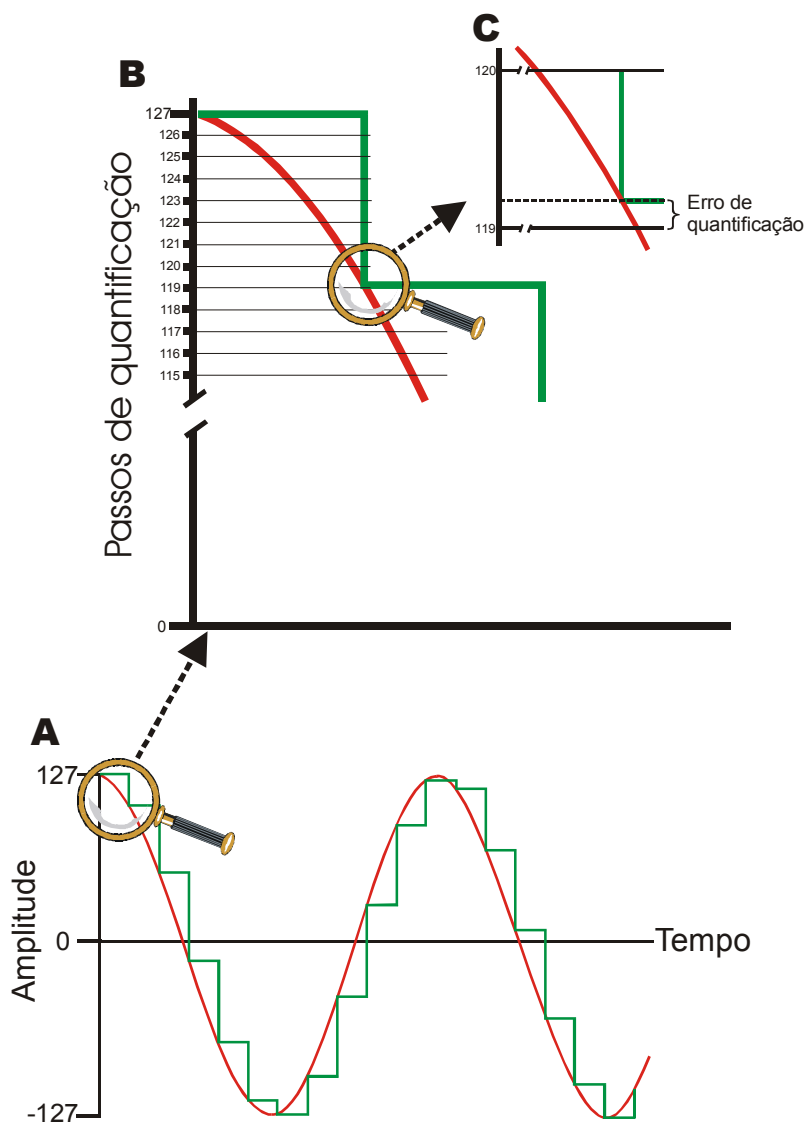 C
120
119
Erro de
quantificação
B
Passos de quantificação
127
126
125
124
123
122
121
120
119
118
117
116
115
0
A
Amplitude
127
0
-127
Tempo